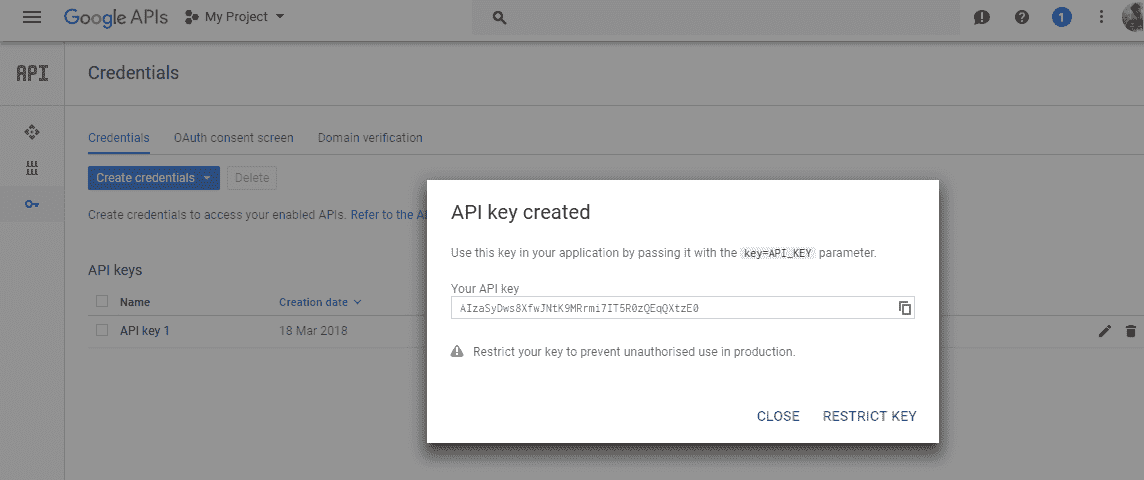 Google APIs My Project 1
API Credentials
Credentials OAuth consent screen Domain verification
Create credentials Delete
Create credentials to access your enabled APIs. Refer to the
API keys
Name Creation date
API key 1 18 Mar 2018
API key created
Use this key in your application by passing it with the key=API_KEY parameter.
Your API key
AIzaSyDws8XfwJNtK9MRrmi7IT5R0zQEqQXtzE0
Restrict your key to prevent unauthorised use in production.
CLOSE RESTRICT KEY